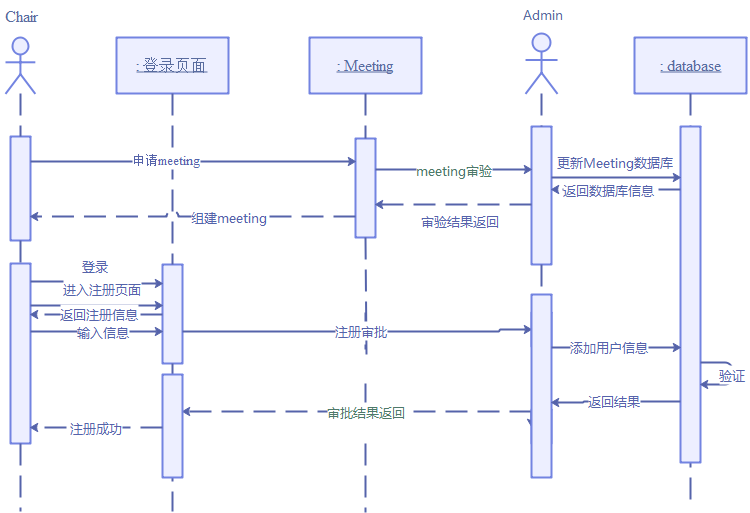 Chair
Admin
: 登录页面
: Meeting
: database
申请meeting
meeting审验
更新Meeting数据库
返回数据库信息
组建meeting
审验结果返回
登录
进入注册页面
返回注册信息
输入信息
注册审批
添加用户信息
验证
返回结果
审批结果返回
注册成功